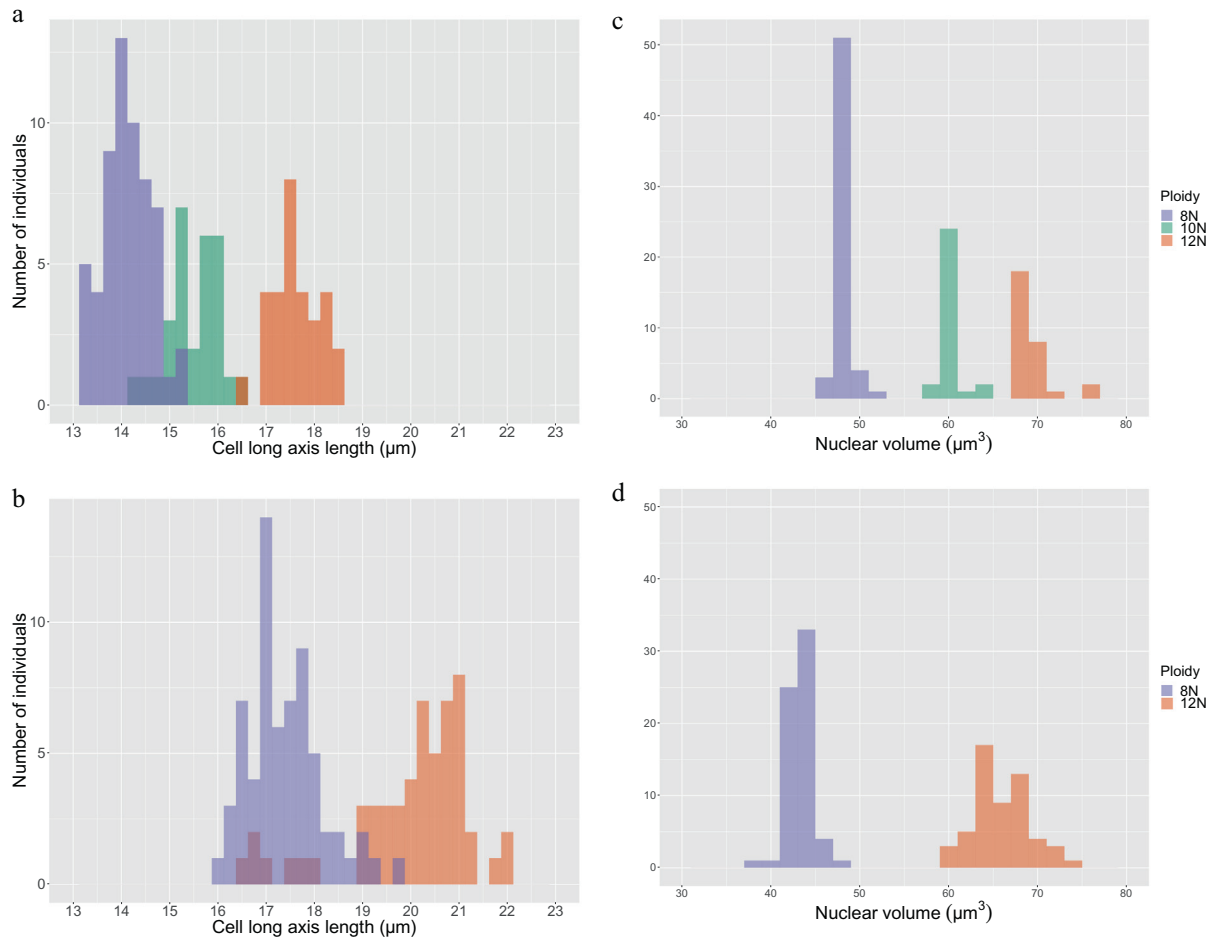 a
Number of individuals
10
5
0
13 14 15 16 17 18 19 20 21 22 23
Cell long axis length (µm)
c
50
40
30
20
10
0
30 40 50 60 70 80
Nuclear volume (µm³)
Ploidy
8N
10N
12N
b
Number of individuals
10
5
0
13 14 15 16 17 18 19 20 21 22 23
Cell long axis length (µm)
d
50
40
30
20
10
0
30 40 50 60 70 80
Nuclear volume (µm³)
Ploidy
8N
12N